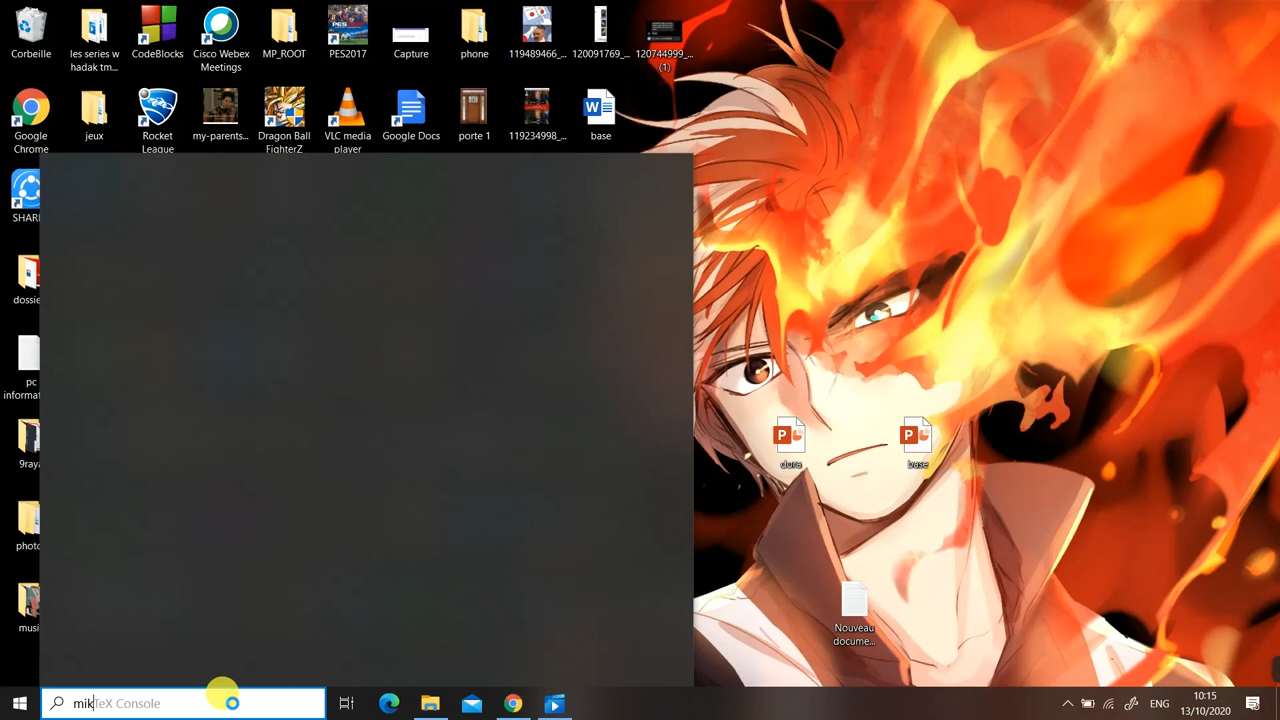 Corbeille
les series w
hadak tm...
CodeBlocks
Cisco Webex
Meetings
MP_ROOT
PES2017
Capture
phone
119489466_...
120091769_...
120744999_...
(1)
Google
Chrome
jeux
Rocket
League
my-parents...
Dragon Ball
FighterZ
VLC media
player
Google Docs
porte 1
119234998_...
base
SHARE
dossie
pc
informat
9raya
photo
musi
dora
base
Nouveau
docume...
mikTeX Console
ENG
10:15
13/10/2020